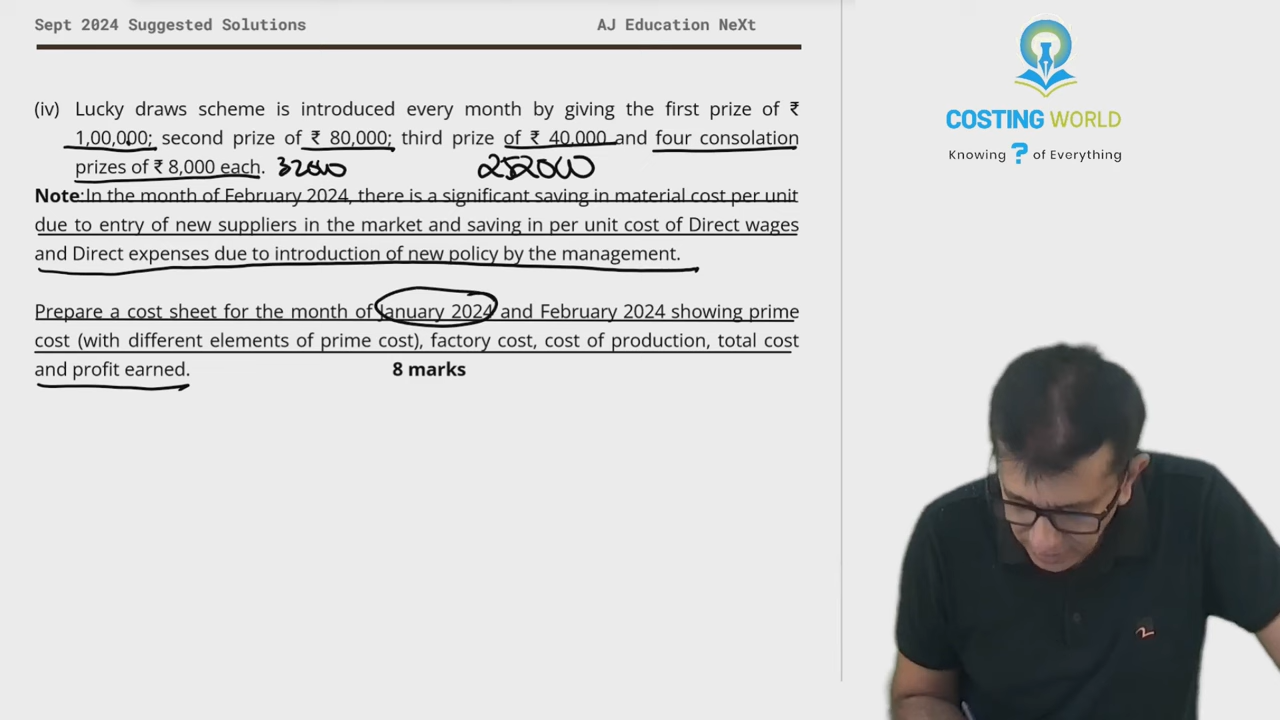 Sept 2024 Suggested Solutions AJ Education NeXt
(iv) Lucky draws scheme is introduced every month by giving the first prize of ₹
1,00,000; second prize of ₹ 80,000; third prize of ₹ 40,000 and four consolation
prizes of ₹ 8,000 each. 32000 252000
Note:In the month of February 2024, there is a significant saving in material cost per unit
due to entry of new suppliers in the market and saving in per unit cost of Direct wages
and Direct expenses due to introduction of new policy by the management.
Prepare a cost sheet for the month of January 2024 and February 2024 showing prime
cost (with different elements of prime cost), factory cost, cost of production, total cost
and profit earned. 8 marks
COSTING WORLD
Knowing ? of Everything